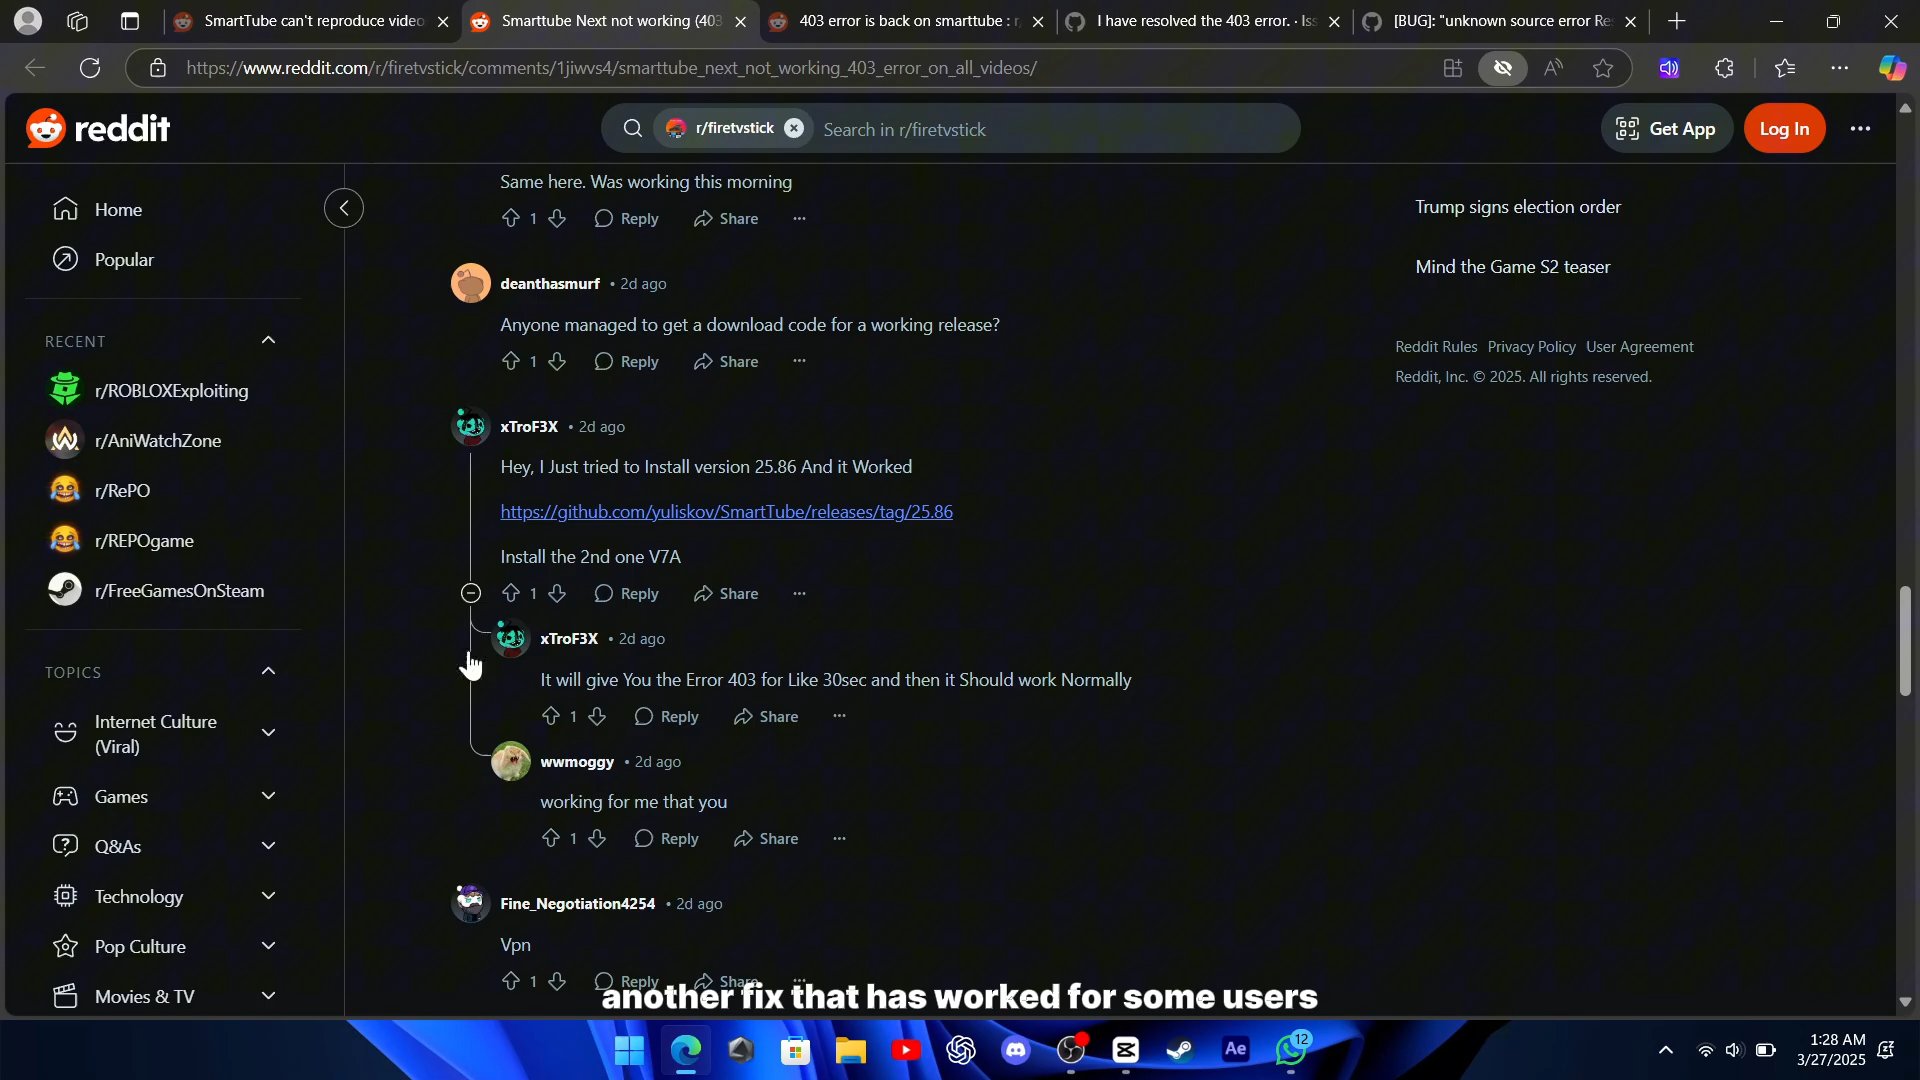 SmartTube can't reproduce video
Smarttube Next not working (403
403 error is back on smarttube : r
I have resolved the 403 error. · Iss
[BUG]: "unknown source error Re
https://www.reddit.com/r/firetvstick/comments/1jiwvs4/smarttube_next_not_working_403_error_on_all_videos/
reddit
r/firetvstick
Search in r/firetvstick
Get App
Log In
Home
Popular
RECENT
r/ROBLOXExploiting
r/AniWatchZone
r/RePO
r/REPOgame
r/FreeGamesOnSteam
TOPICS
Internet Culture
(Viral)
Games
Q&As
Technology
Pop Culture
Movies & TV
Same here. Was working this morning
1 Reply Share
deanthasmurf • 2d ago
Anyone managed to get a download code for a working release?
1 Reply Share
xTroF3X • 2d ago
Hey, I Just tried to Install version 25.86 And it Worked
https://github.com/yuliskov/SmartTube/releases/tag/25.86
Install the 2nd one V7A
1 Reply Share
xTroF3X • 2d ago
It will give You the Error 403 for Like 30sec and then it Should work Normally
1 Reply Share
wwmoggy • 2d ago
working for me that you
1 Reply Share
Fine_Negotiation4254 • 2d ago
Vpn
1 Reply Share
Trump signs election order
Mind the Game S2 teaser
Reddit Rules Privacy Policy User Agreement
Reddit, Inc. © 2025. All rights reserved.
another fix that has worked for some users
Ae
12
1:28 AM
3/27/2025